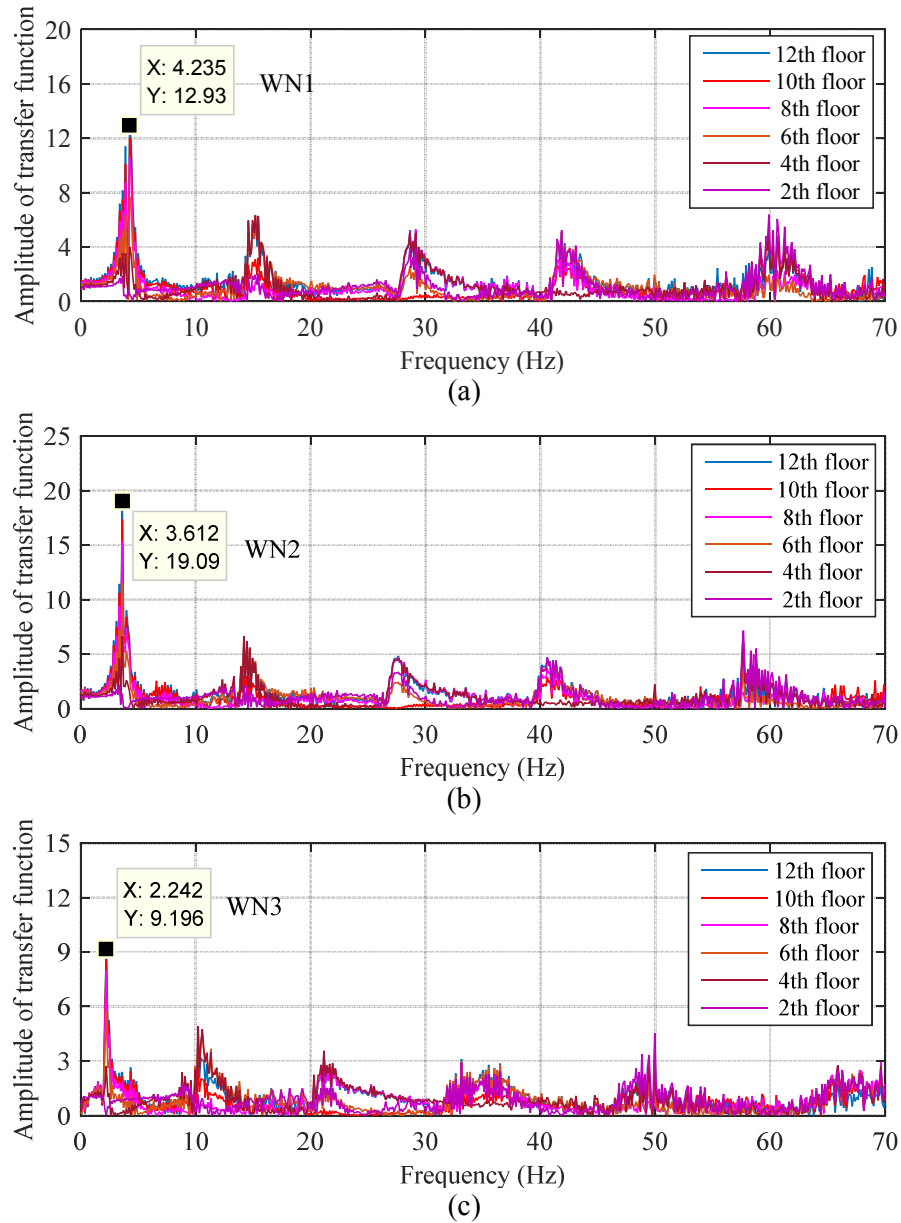 Amplitude of transfer function
20
16
12
8
4
0
X: 4.235
Y: 12.93
WN1
12th floor
10th floor
8th floor
6th floor
4th floor
2th floor
0 10 20 30 40 50 60 70
Frequency (Hz)
(a)
Amplitude of transfer function
25
20
15
10
5
0
X: 3.612
Y: 19.09
WN2
12th floor
10th floor
8th floor
6th floor
4th floor
2th floor
0 10 20 30 40 50 60 70
Frequency (Hz)
(b)
Amplitude of transfer function
15
12
9
6
3
0
X: 2.242
Y: 9.196
WN3
12th floor
10th floor
8th floor
6th floor
4th floor
2th floor
0 10 20 30 40 50 60 70
Frequency (Hz)
(c)